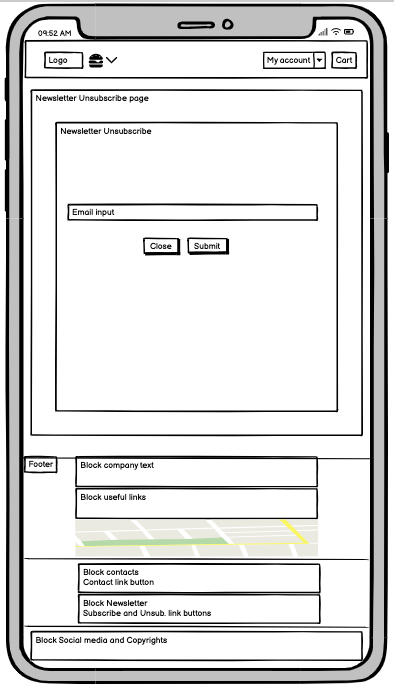 09:52 AM
Logo
My account
Cart
Newsletter Unsubscribe page
Newsletter Unsubscribe
Email input
Close
Submit
Footer
Block company text
Block useful links
Block contacts
Contact link button
Block Newsletter
Subscribe and Unsub. link buttons
Block Social media and Copyrights